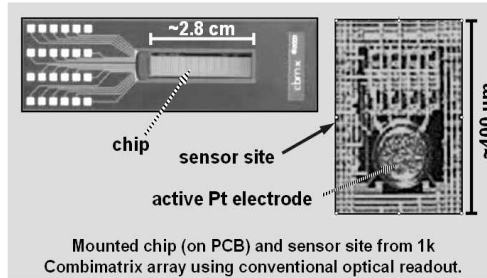 ~2.8 cm
chip
sensor site
active Pt electrode
~400 µm
Mounted chip (on PCB) and sensor site from 1k
Combimatrix array using conventional optical readout.